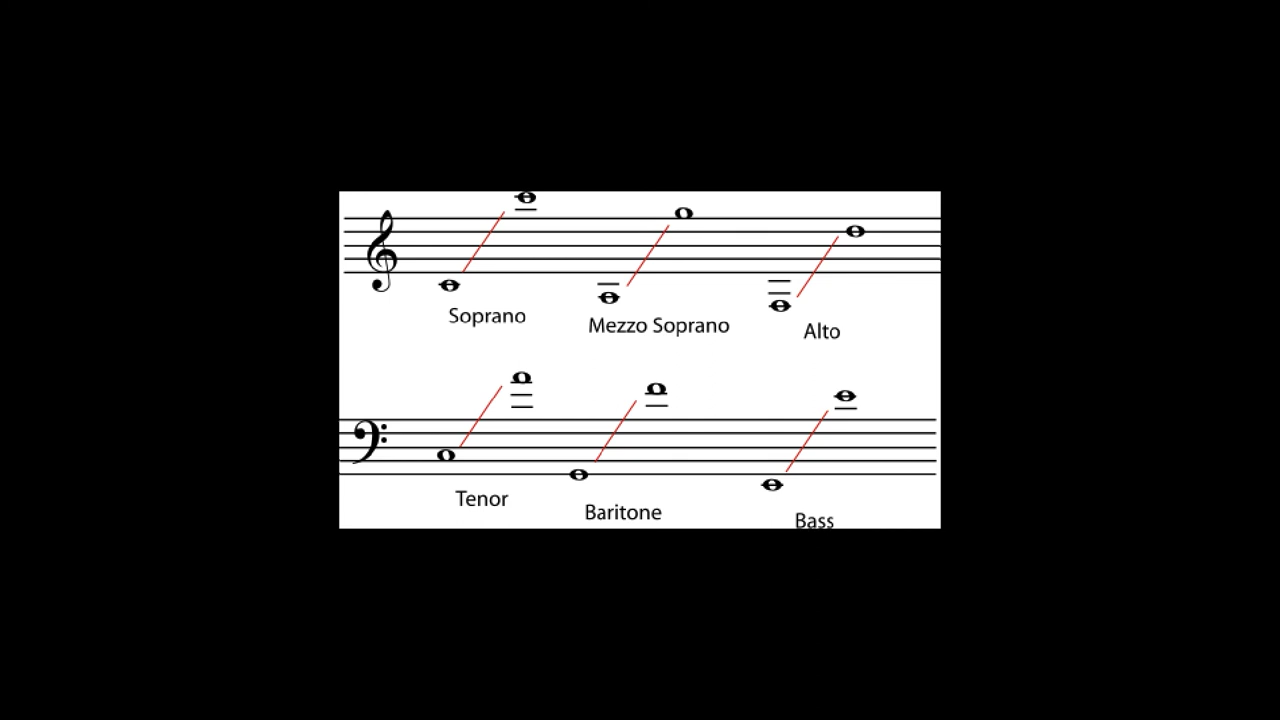 Soprano
Mezzo Soprano
Alto
Tenor
Baritone
Bass